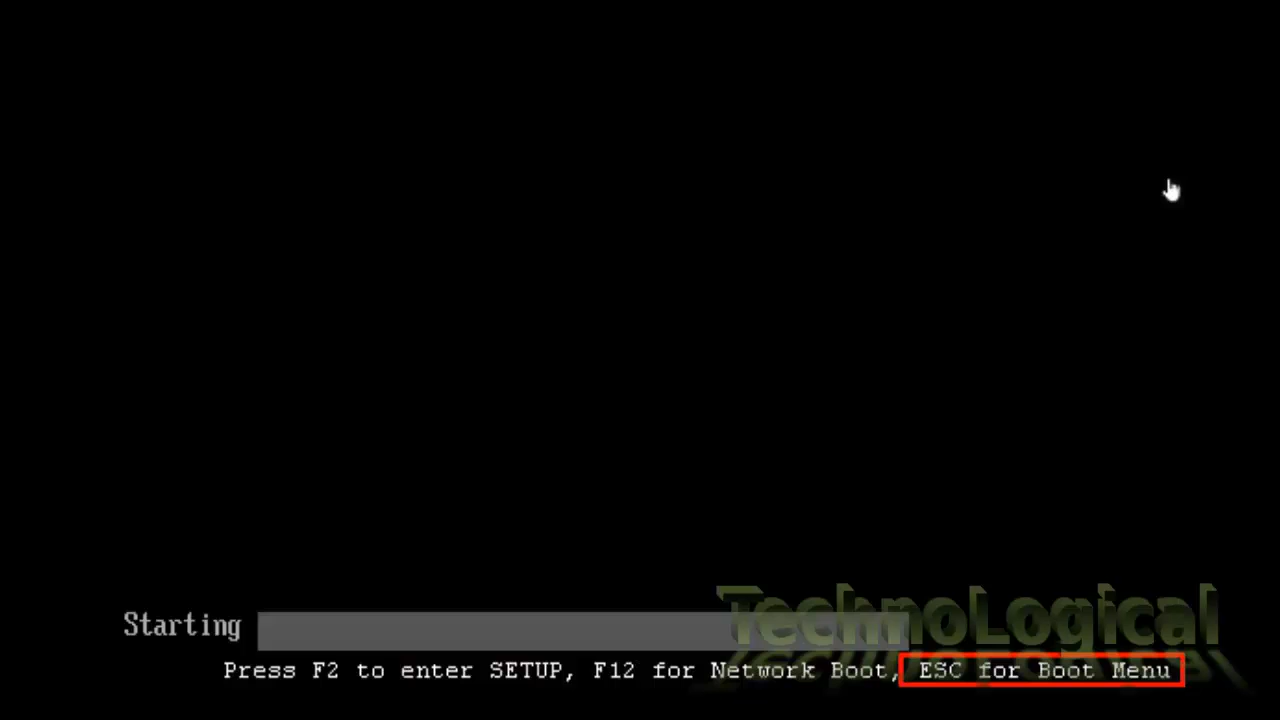 TechnoLogical
Starting
Press F2 to enter SETUP, F12 for Network Boot, ESC for Boot Menu